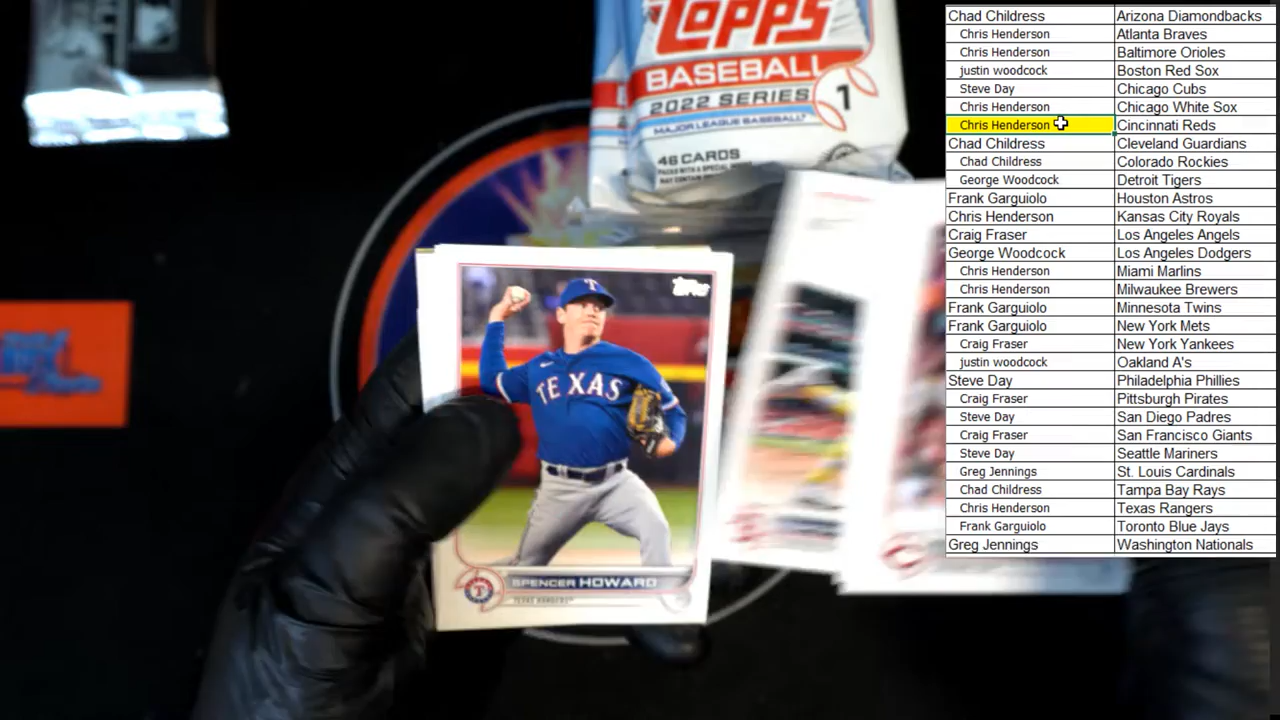 TOPPS
BASEBALL
2022 SERIES 1
MAJOR LEAGUE BASEBALL
46 CARDS
topps
T
TEXAS
SPENCER HOWARD
TEXAS RANGERS
Chad Childress Arizona Diamondbacks
Chris Henderson Atlanta Braves
Chris Henderson Baltimore Orioles
justin woodcock Boston Red Sox
Steve Day Chicago Cubs
Chris Henderson Chicago White Sox
Chris Henderson Cincinnati Reds
Chad Childress Cleveland Guardians
Chad Childress Colorado Rockies
George Woodcock Detroit Tigers
Frank Garguiolo Houston Astros
Chris Henderson Kansas City Royals
Craig Fraser Los Angeles Angels
George Woodcock Los Angeles Dodgers
Chris Henderson Miami Marlins
Chris Henderson Milwaukee Brewers
Frank Garguiolo Minnesota Twins
Frank Garguiolo New York Mets
Craig Fraser New York Yankees
justin woodcock Oakland A's
Steve Day Philadelphia Phillies
Craig Fraser Pittsburgh Pirates
Steve Day San Diego Padres
Craig Fraser San Francisco Giants
Steve Day Seattle Mariners
Greg Jennings St. Louis Cardinals
Chad Childress Tampa Bay Rays
Chris Henderson Texas Rangers
Frank Garguiolo Toronto Blue Jays
Greg Jennings Washington Nationals